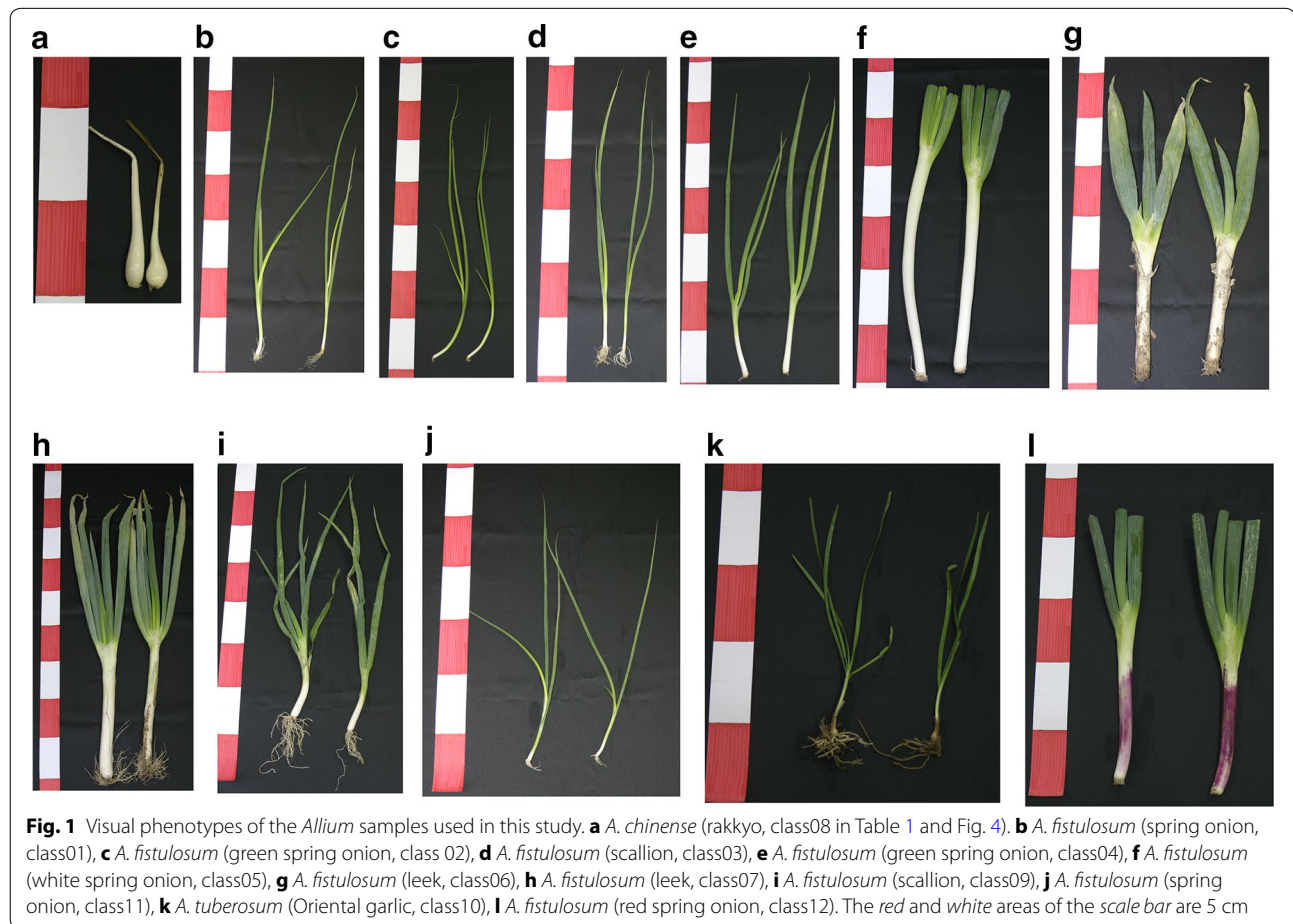 a
b
c
d
e
f
g
h
i
j
k
l
Fig. 1 Visual phenotypes of the Allium samples used in this study. a A. chinense (rakkyo, class08 in Table 1 and Fig. 4). b A. fistulosum (spring onion,
class01), c A. fistulosum (green spring onion, class 02), d A. fistulosum (scallion, class03), e A. fistulosum (green spring onion, class04), f A. fistulosum
(white spring onion, class05), g A. fistulosum (leek, class06), h A. fistulosum (leek, class07), i A. fistulosum (scallion, class09), j A. fistulosum (spring
onion, class11), k A. tuberosum (Oriental garlic, class10), l A. fistulosum (red spring onion, class12). The red and white areas of the scale bar are 5 cm